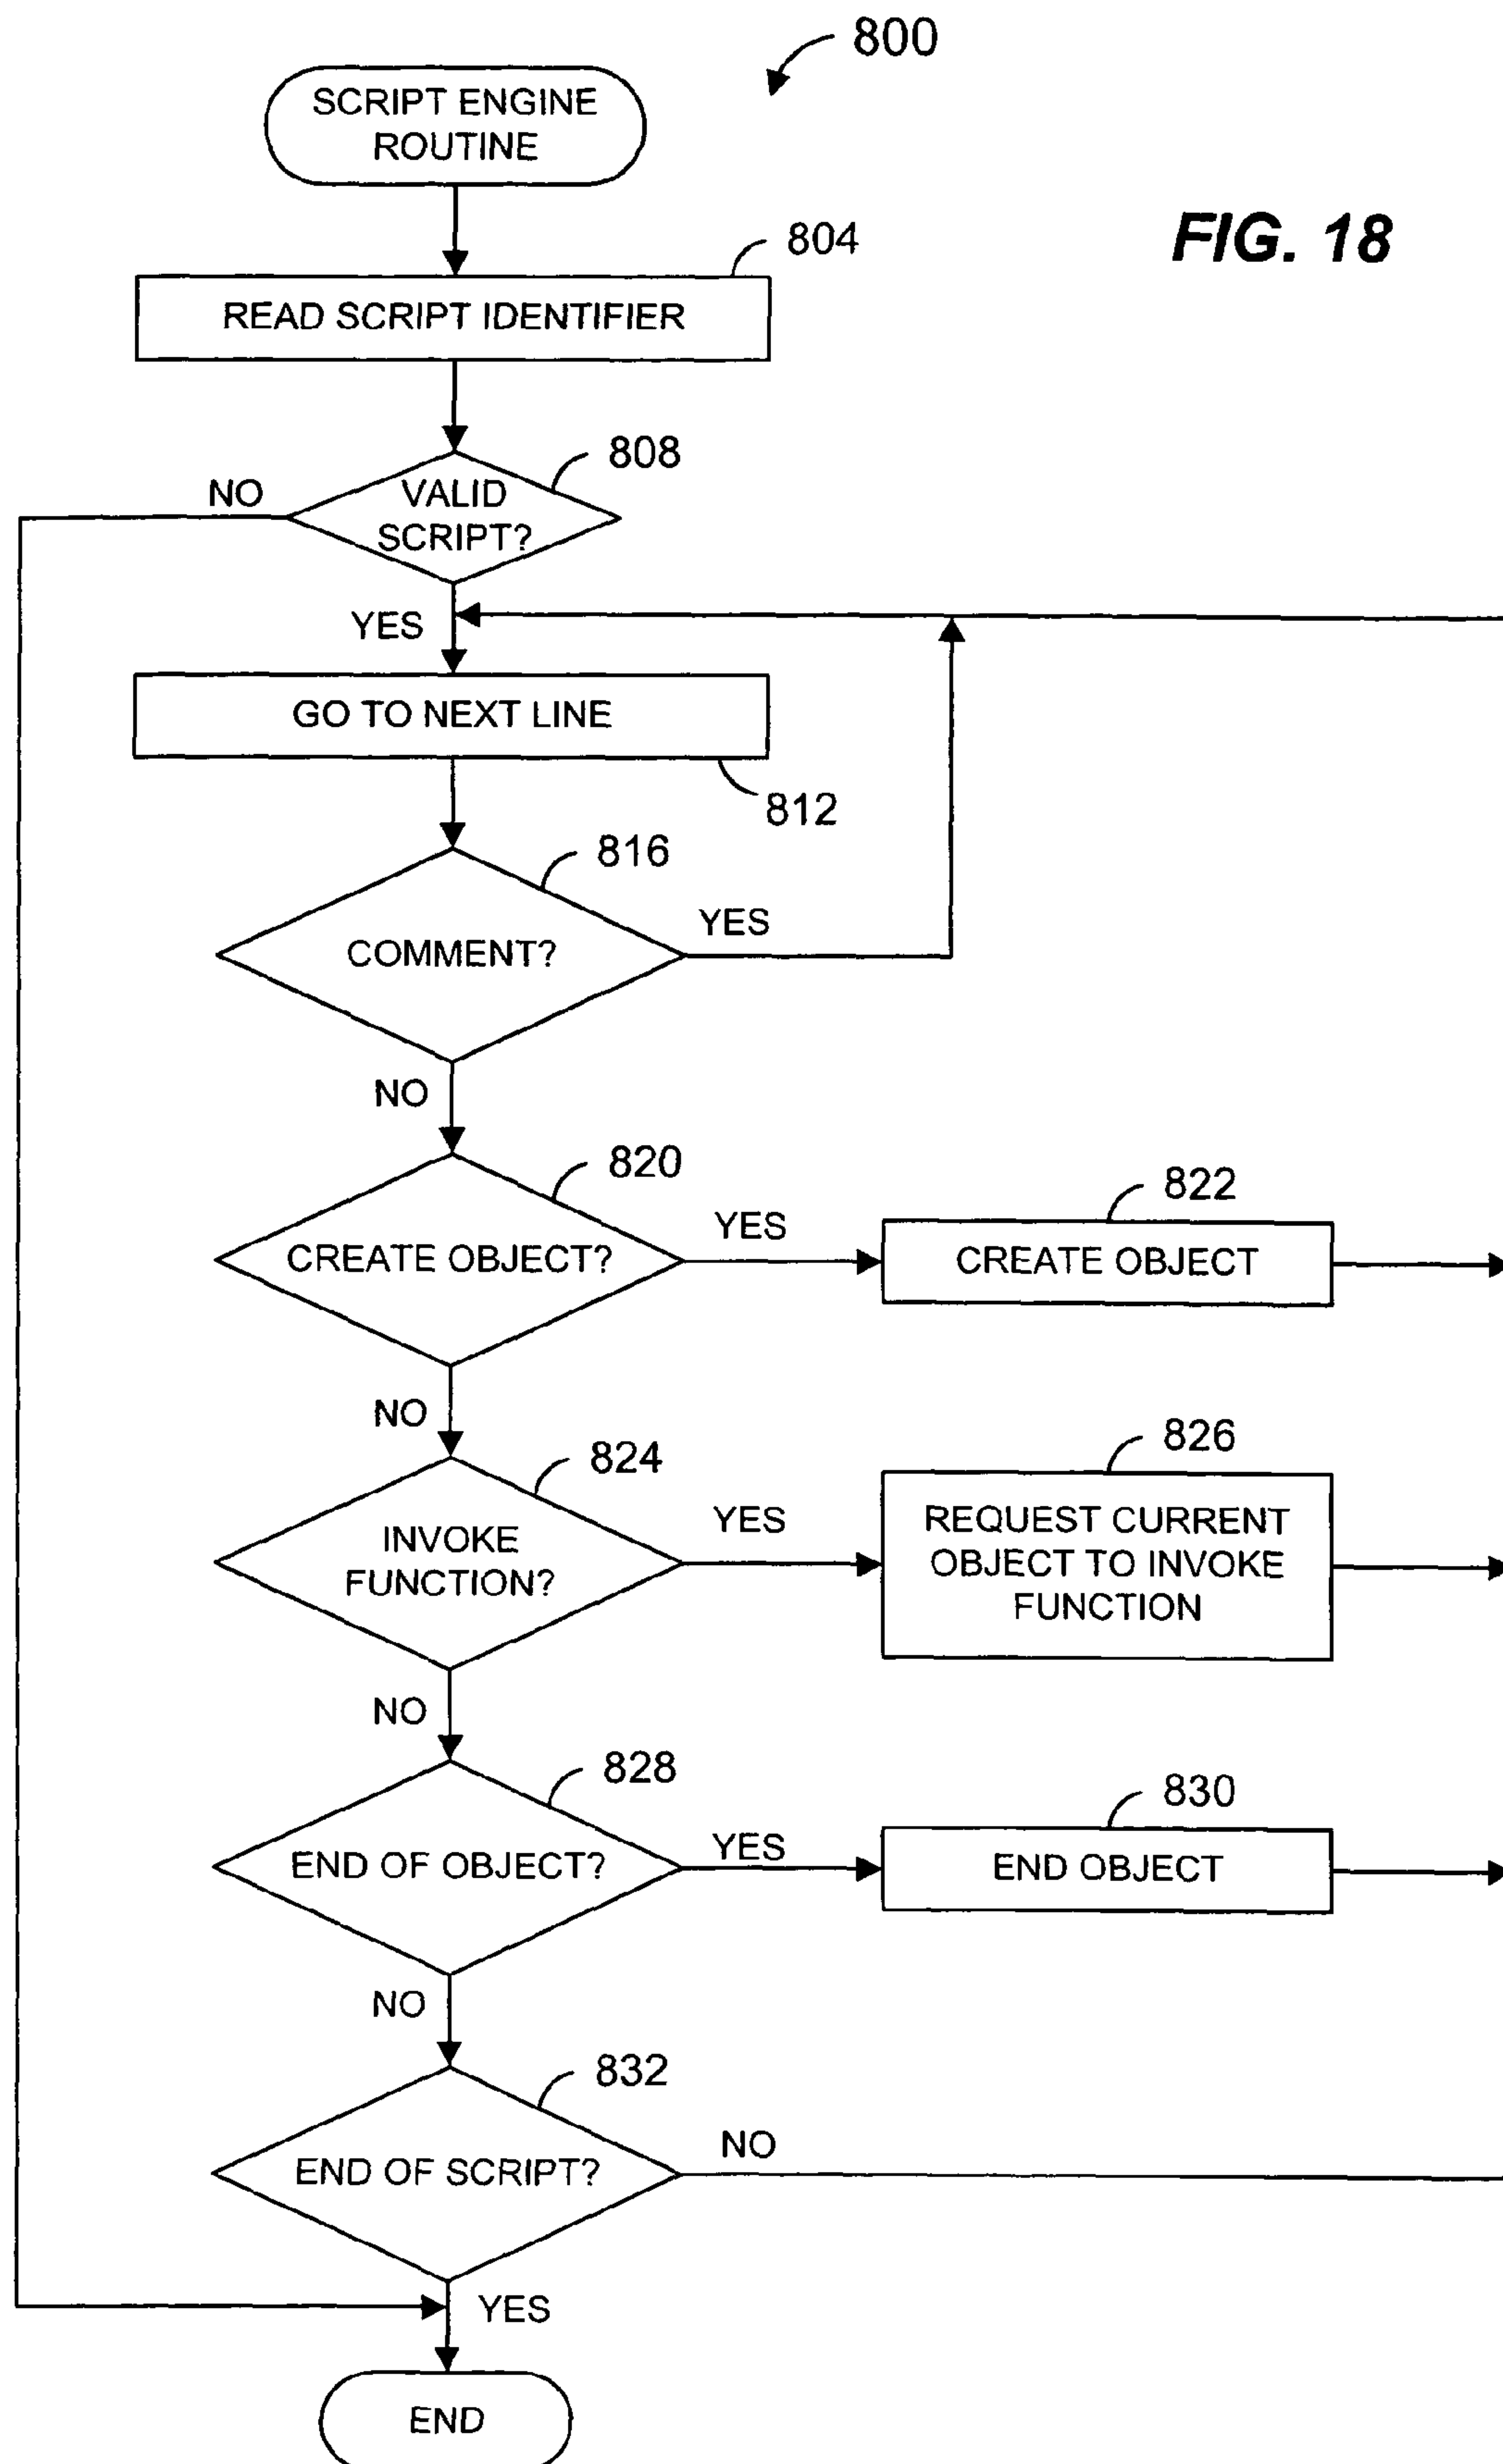 800
SCRIPT ENGINE
ROUTINE
FIG. 18
804
READ SCRIPT IDENTIFIER
808
NO
VALID
SCRIPT?
YES
GO TO NEXT LINE
812
816
COMMENT?
YES
NO
820
CREATE OBJECT?
YES
822
CREATE OBJECT
NO
824
INVOKE
FUNCTION?
YES
826
REQUEST CURRENT
OBJECT TO INVOKE
FUNCTION
NO
828
END OF OBJECT?
YES
830
END OBJECT
NO
832
END OF SCRIPT?
NO
YES
END